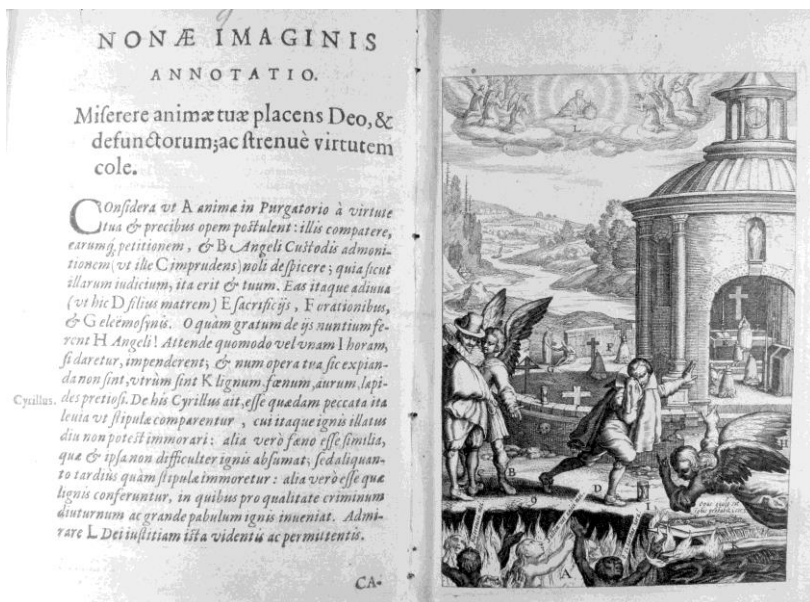 NONÆ IMAGINIS
ANNOTATIO.
Miſerere animæ tuæ placens Deo, &
defunctorum; ac ſtrenuè virtutem
cole.
COnſidera vt A animæ in Purgatorio à virtute
tua & precibus opem poſtulent: illis compatere,
earumq́ petitionem, & B Angeli Cuſtodis admoni-
tionem (vt iſte C imprudens) noli deſpicere; quia ſicut
illarum iudicium, ita erit & tuum. Eas itaque adiuua
(vt hic D filius matrem) E ſacrificijs, F orationibus,
& G eleëmoſynis. O quàm gratum de ijs nuntium fe-
rent H Angeli! Attende quomodo vel vnam I horam,
ſi daretur, impenderent; & num opera tua ſic expian-
da non ſint, vtrùm ſint K lignum, fœnum, aurum, lapi-
Cyrillus. des pretioſi. De his Cyrillus ait, eſſe quædam peccata ita
leuia vt ſtipulæ comparentur, cui itaque ignis illatus
diu non poteſt immorari: alia verò fæno eſſe ſimilia,
quæ & ipſa non difficulter ignis abſumat; ſed aliquan-
to tardiùs quàm ſtipulæ immoretur: alia verò eſſe quæ
lignis conferuntur, in quibus pro qualitate criminum
diuturnum ac grande pabulum ignis inueniat. Admi-
rare L Dei iuſtitiam iſta videntis ac permittentis.
CA-
L
F
C
B
9
D
I
H
A